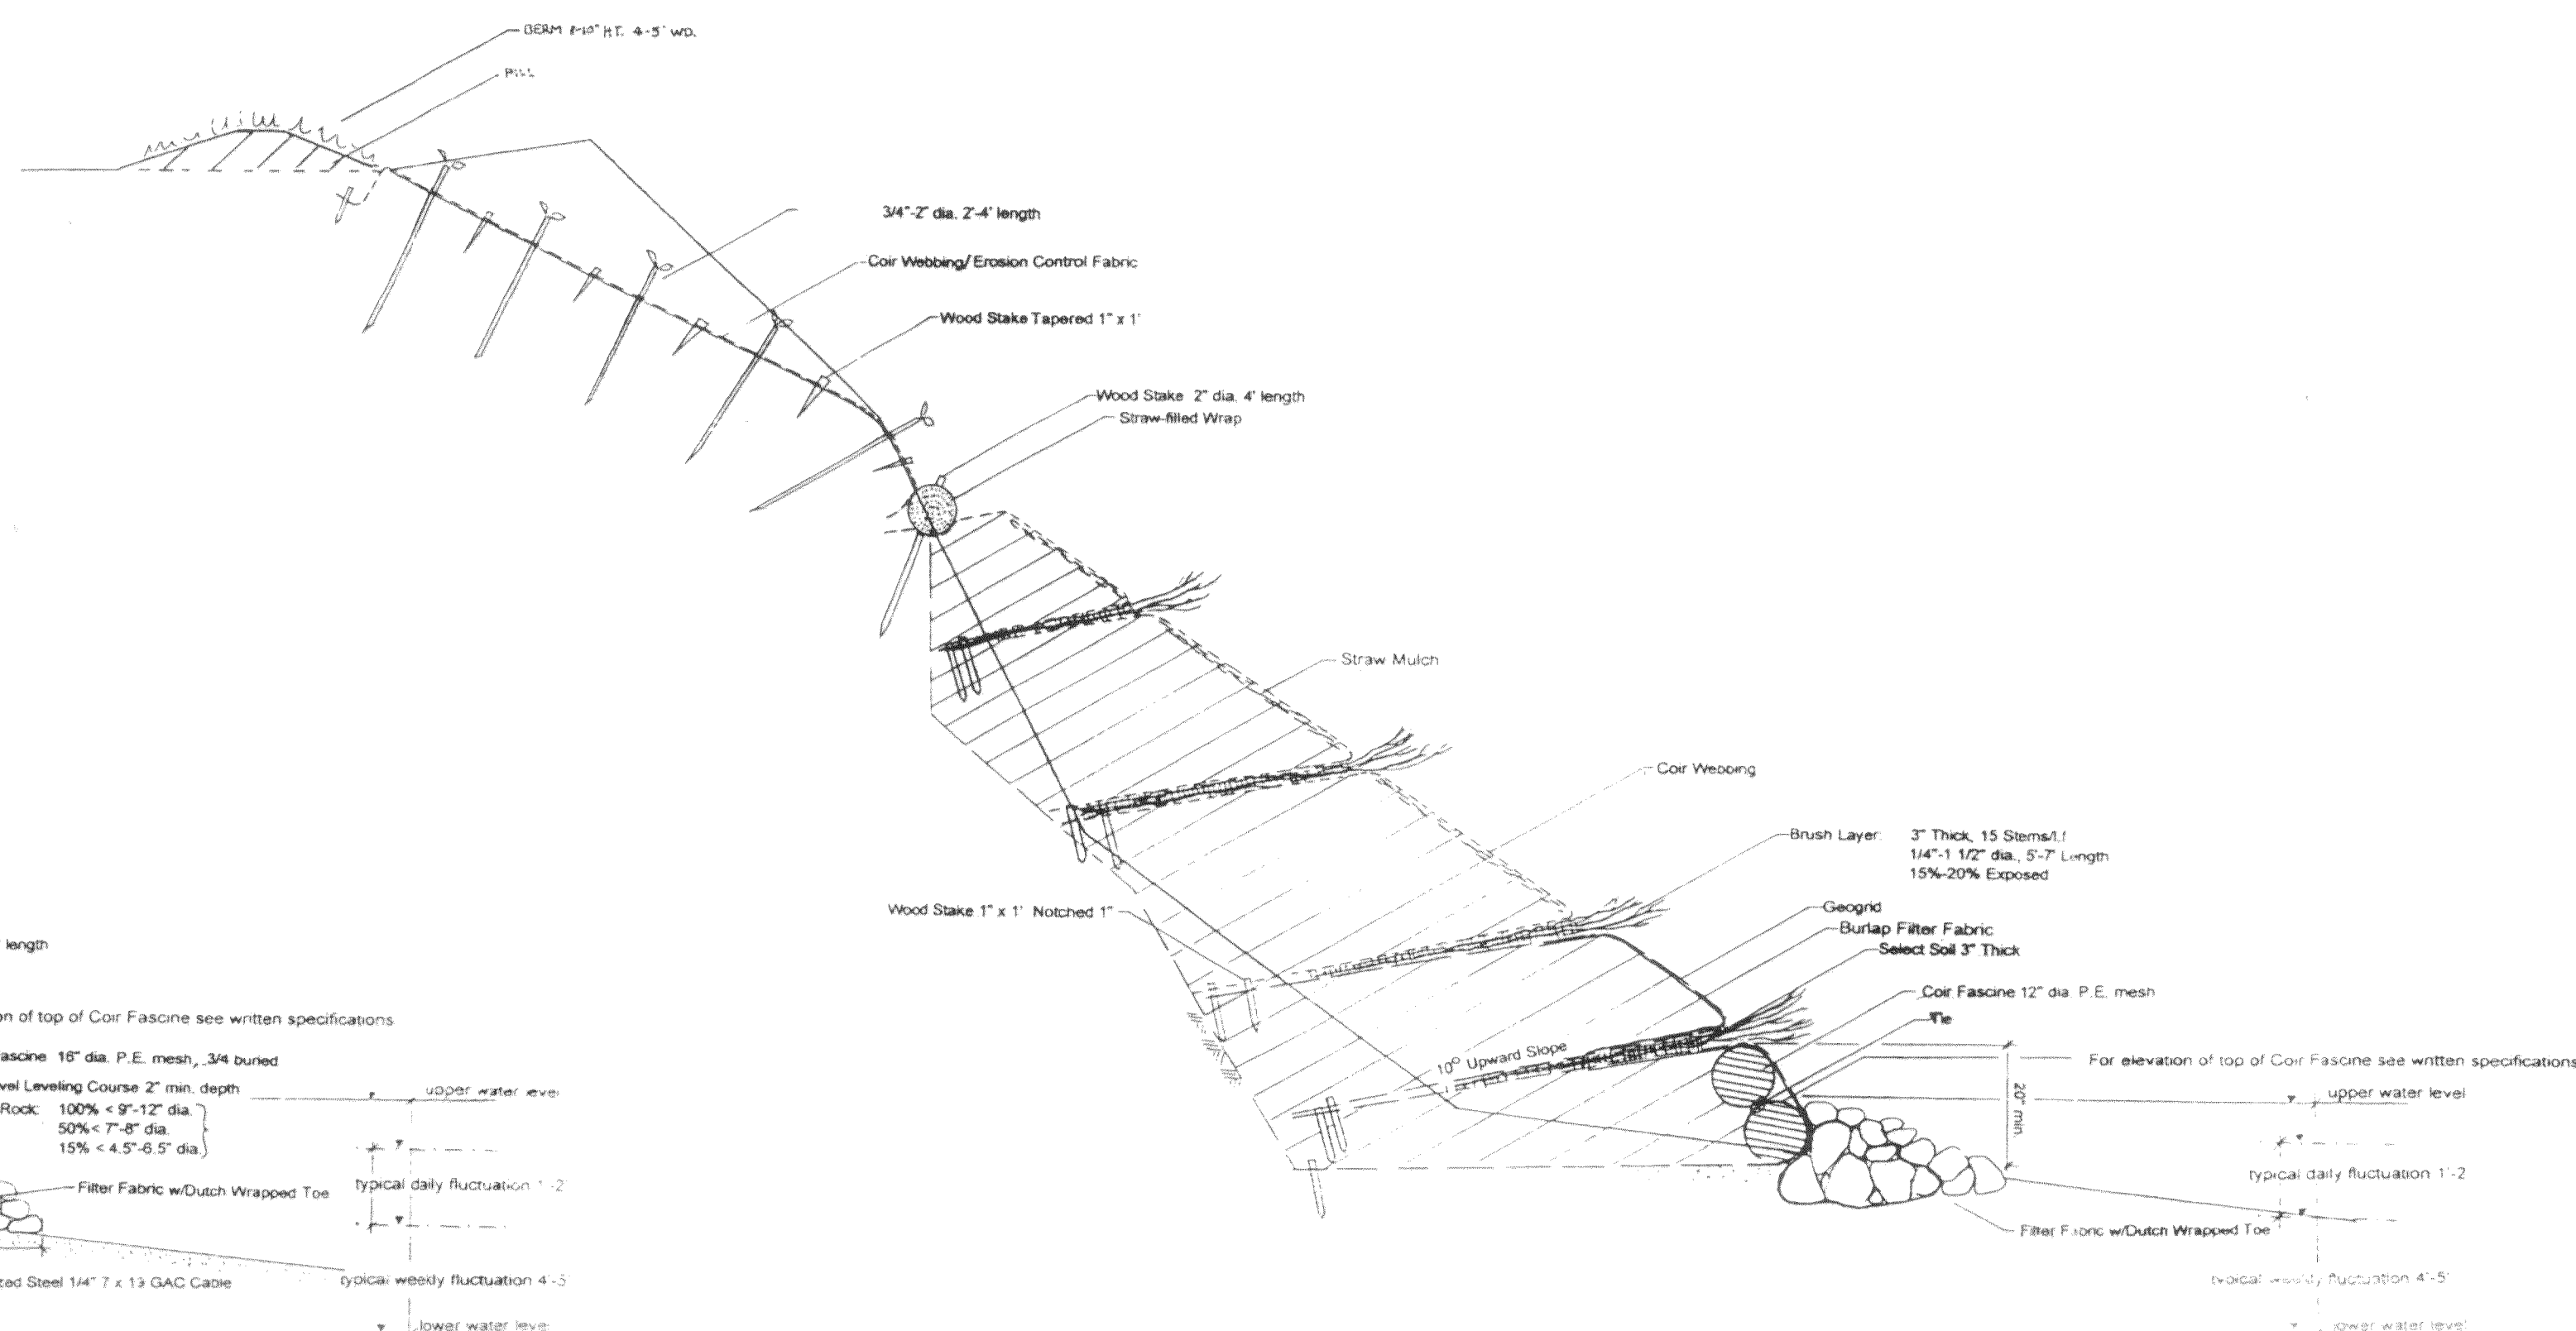 BERM 8-10" HT. 4-5' WD.
FILL
3/4"-2" dia. 2'-4' length
Coir Webbing/Erosion Control Fabric
Wood Stake Tapered 1" x 1'
Wood Stake 2" dia. 4' length
Straw-filled Wrap
Straw Mulch
Coir Webbing
Brush Layer: 3" Thick, 15 Stems/l.f
1/4"-1 1/2" dia., 5'-7' Length
15%-20% Exposed
Wood Stake 1" x 1' Notched 1"
Geogrid
Burlap Filter Fabric
Select Soil 3" Thick
Coir Fascine 12" dia P.E. mesh
Tie
10° Upward Slope
20" min.
For elevation of top of Coir Fascine see written specifications
upper water level
typical daily fluctuation 1'-2
Filter Fabric w/Dutch Wrapped Toe
typical weekly fluctuation 4'-5'
lower water level
length
on of top of Coir Fascine see written specifications
ascine 16" dia. P.E. mesh, 3/4 buried
vel Leveling Course 2" min. depth
Rock: 100% < 9"-12" dia.
50% < 7"-8" dia.
15% < 4.5"-6.5" dia.
upper water level
Filter Fabric w/Dutch Wrapped Toe
typical daily fluctuation 1'-2'
zed Steel 1/4" 7 x 19 GAC Cable
typical weekly fluctuation 4'-5'
lower water leve